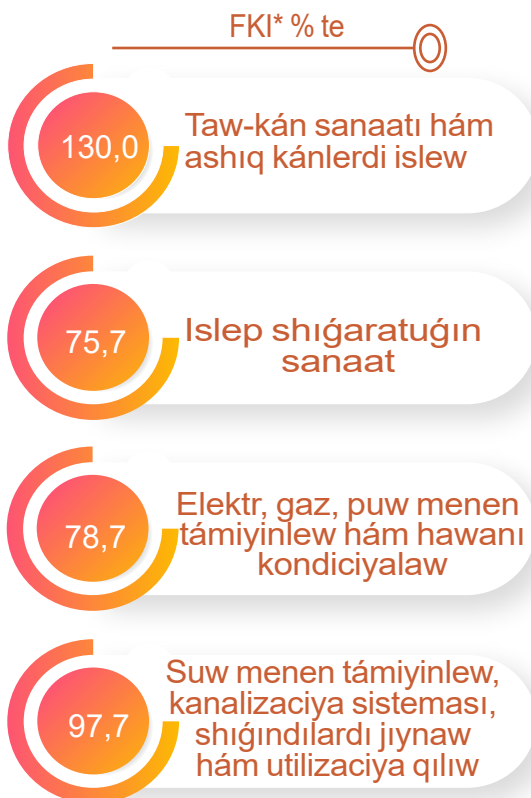 FKI* % te
130,0
Taw-kán sanaatı hám
ashıq kánlerdi islew
75,7
Islep shıǵaratuǵın
sanaat
78,7
Elektr, gaz, puw menen
támiyinlew hám hawanı
kondiciyalaw
97,7
Suw menen támiyinlew,
kanalizaciya sisteması,
shıǵındılardı jıynaw
hám utilizaciya qılıw